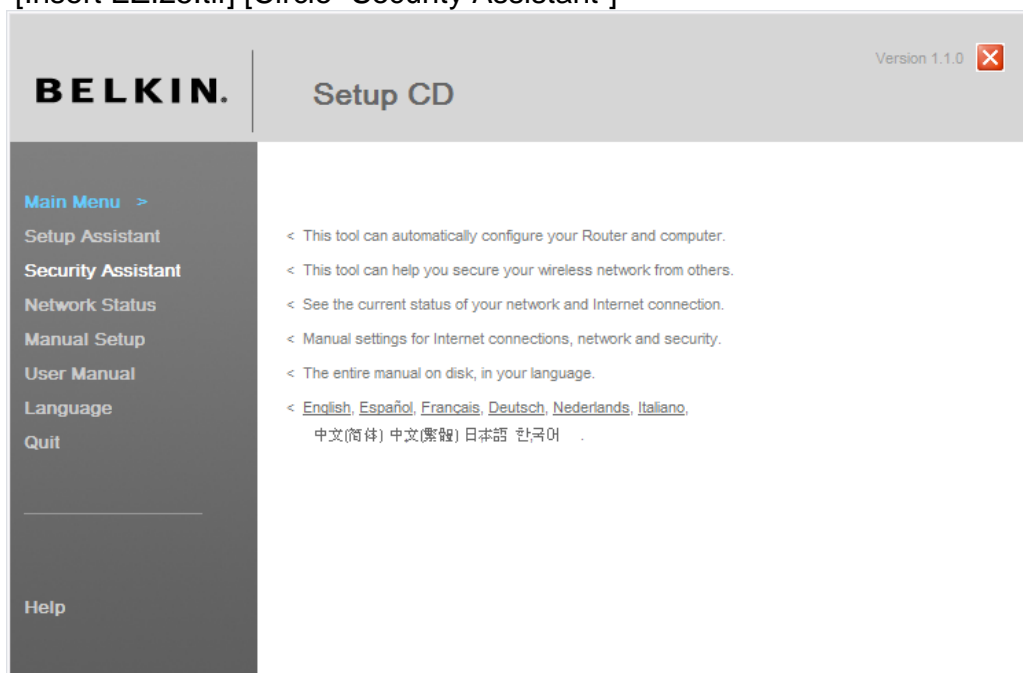 [Circle "Security Assistant"]
BELKIN.
Setup CD
Version 1.1.0
Main Menu >
Setup Assistant
< This tool can automatically configure your Router and computer.
Security Assistant
< This tool can help you secure your wireless network from others.
Network Status
< See the current status of your network and Internet connection.
Manual Setup
< Manual settings for Internet connections, network and security.
User Manual
< The entire manual on disk, in your language.
Language
< English, Español, Français, Deutsch, Nederlands, Italiano,
中文(简体) 中文(繁體) 日本語 한국어 .
Quit
Help